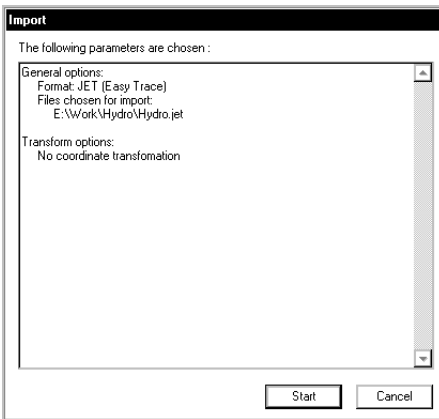 Import
The following parameters are chosen :
General options:
Format: JET (Easy Trace)
Files chosen for import:
E:\Work\Hydro\Hydro.jet
Transform options:
No coordinate transfomation
Start
Cancel